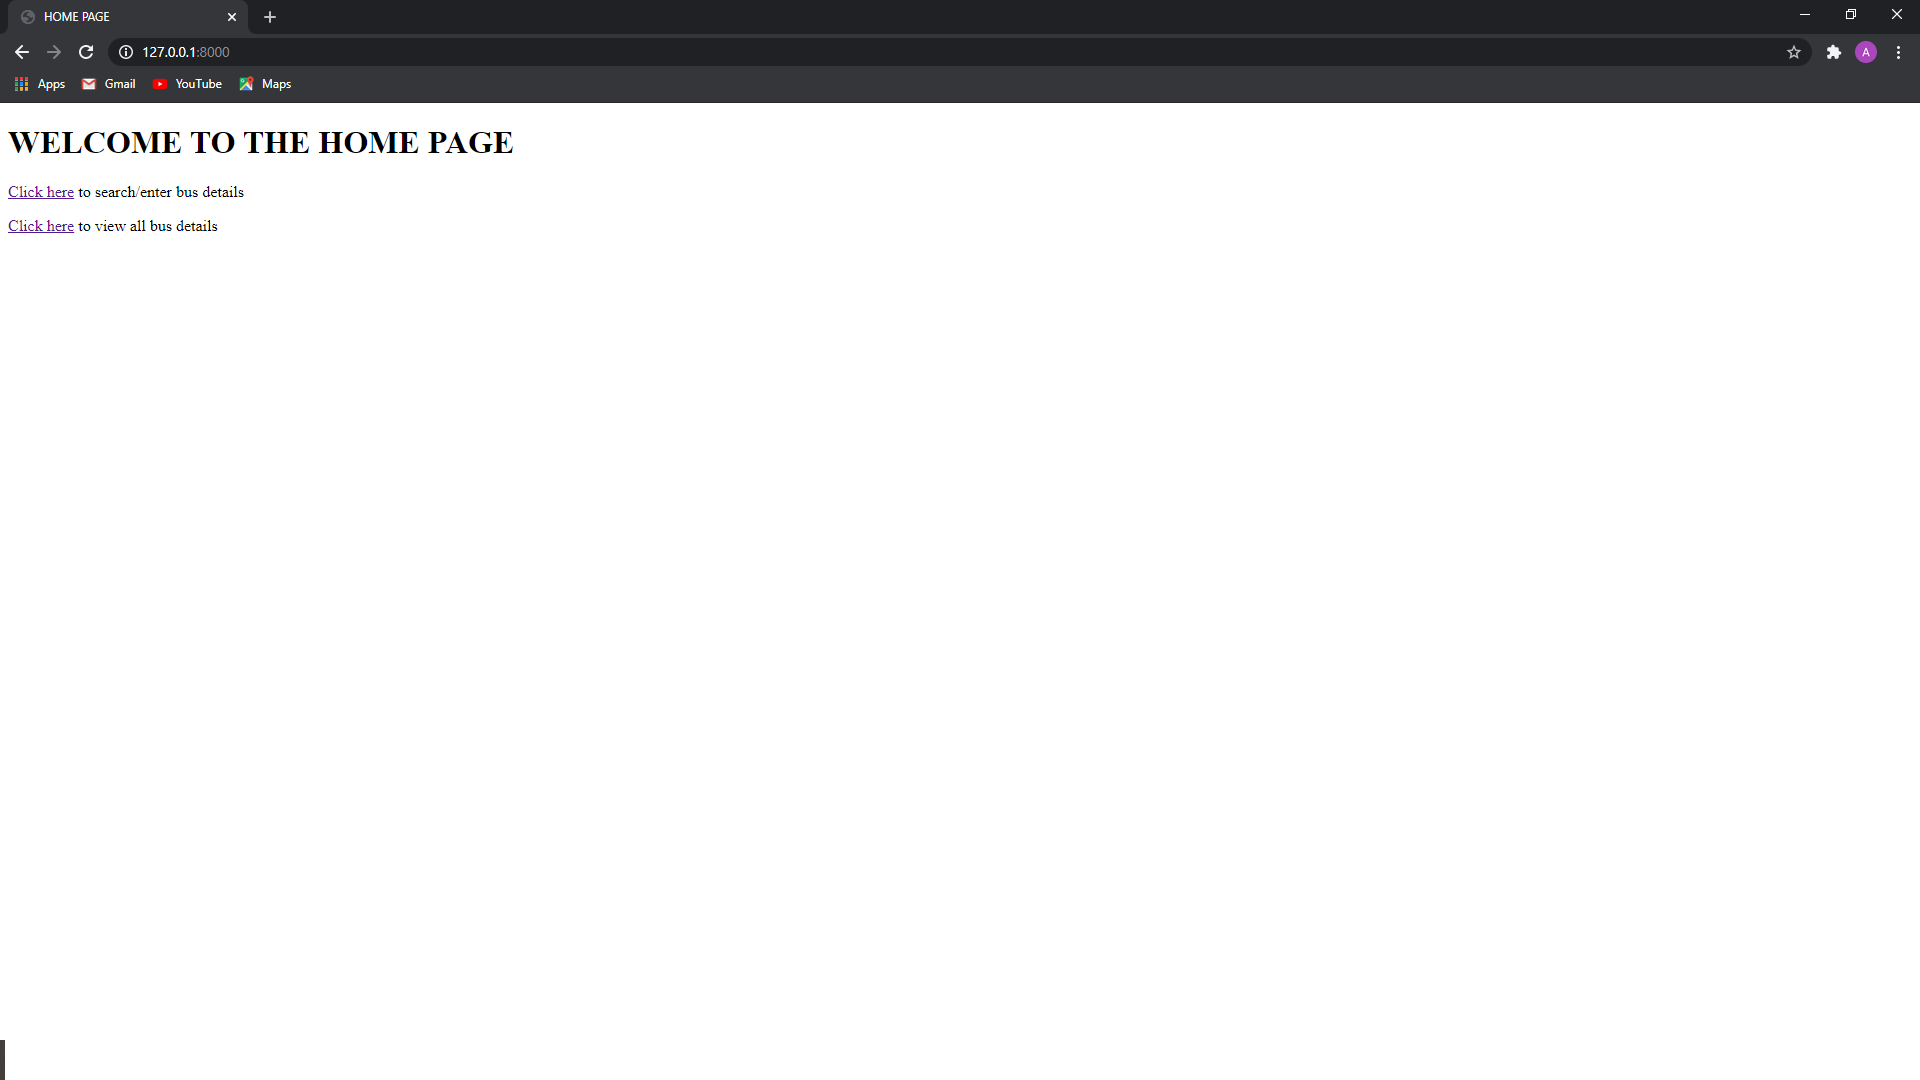 HOME PAGE
127.0.0.1:8000
A
Apps Gmail YouTube Maps
WELCOME TO THE HOME PAGE
Click here to search/enter bus details
Click here to view all bus details